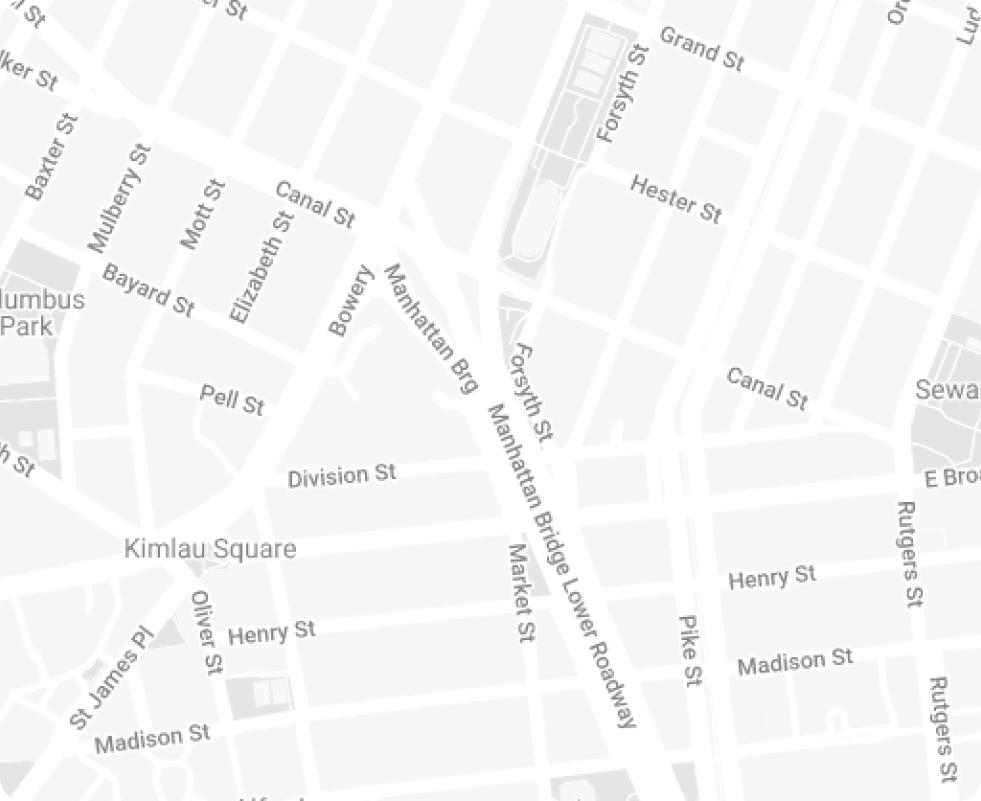 Grand St
Forsyth St
Baxter St
Mulberry St
Mott St
Elizabeth St
Canal St
Hester St
Bayard St
Bowery
Manhattan Brg
Park
Forsyth St
Pell St
Canal St
Division St
Manhattan Bridge Lower Roadway
Rutgers St
Kimlau Square
Market St
Henry St
Oliver St
Henry St
St James Pl
Pike St
Madison St
Rutgers St
Madison St